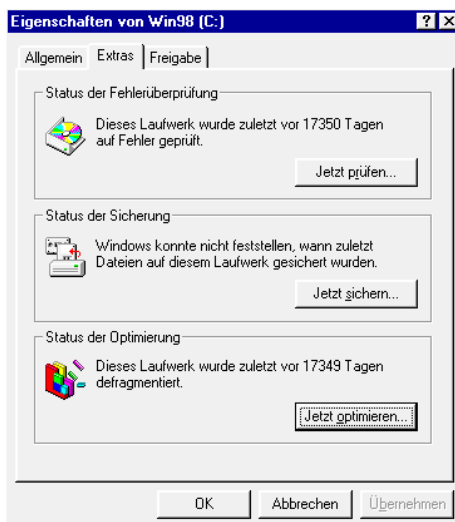 Eigenschaften von Win98 (C:)
Allgemein Extras Freigabe
Status der Fehlerüberprüfung
Dieses Laufwerk wurde zuletzt vor 17350 Tagen
auf Fehler geprüft.
Jetzt prüfen...
Status der Sicherung
Windows konnte nicht feststellen, wann zuletzt
Dateien auf diesem Laufwerk gesichert wurden.
Jetzt sichern...
Status der Optimierung
Dieses Laufwerk wurde zuletzt vor 17349 Tagen
defragmentiert.
Jetzt optimieren...
OK Abbrechen Übernehmen